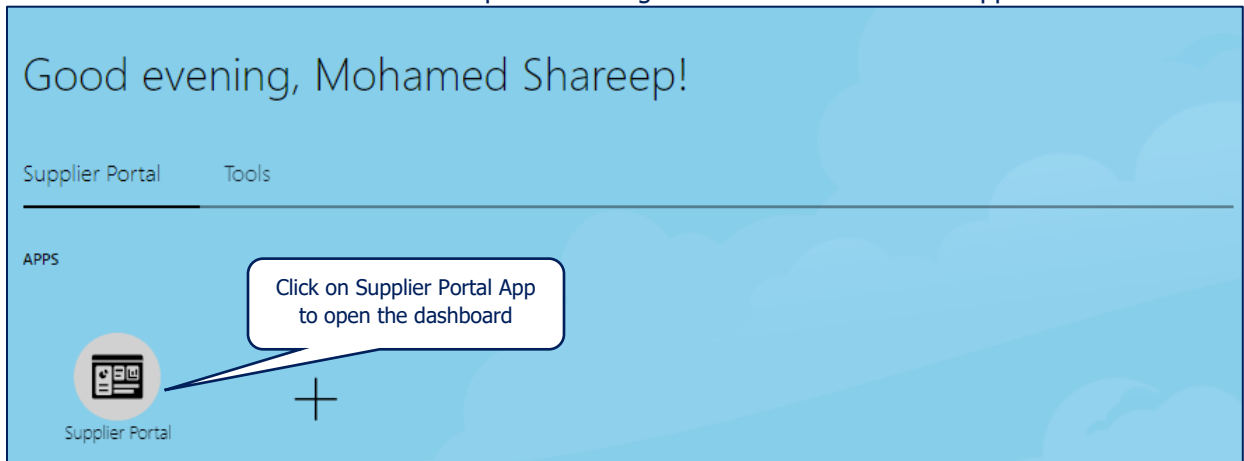 Good evening, Mohamed Shareep!
Supplier Portal Tools
APPS
Click on Supplier Portal App
to open the dashboard
Supplier Portal